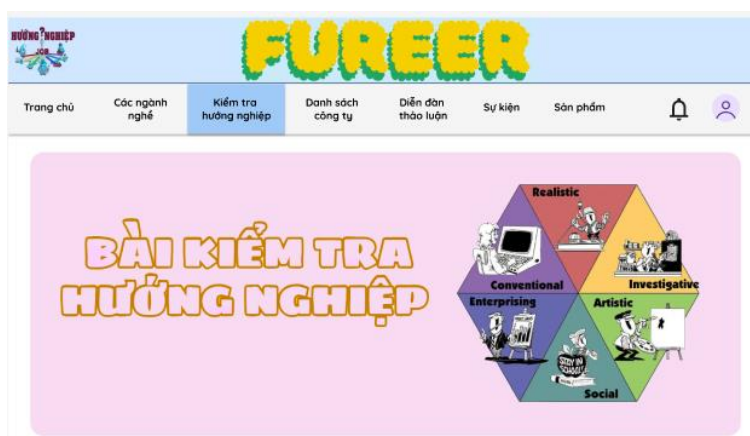 HƯỚNG NGHIỆP
JOB
FUREER
Trang chủ
Các ngành
nghề
Kiểm tra
hướng nghiệp
Danh sách
công ty
Diễn đàn
thảo luận
Sự kiện
Sản phẩm
BÀI KIỂM TRA
HƯỚNG NGHIỆP
Realistic
Conventional
Investigative
Enterprising
Artistic
STAY IN
SCHOOL
Social